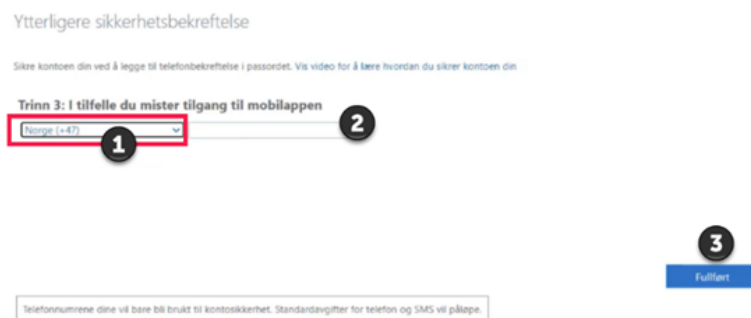 Ytterligere sikkerhetsbekreftelse
Sikre kontoen din ved å legge til telefonbekreftelse i passordet. Vis video for å lære hvordan du sikrer kontoen din
Trinn 3: I tilfelle du mister tilgang til mobilappen
Norge (+47)
1
2
3
Fullført
Telefonnumrene dine vil bare bli brukt til kontosikkerhet. Standardavgifter for telefon og SMS vil påløpe.